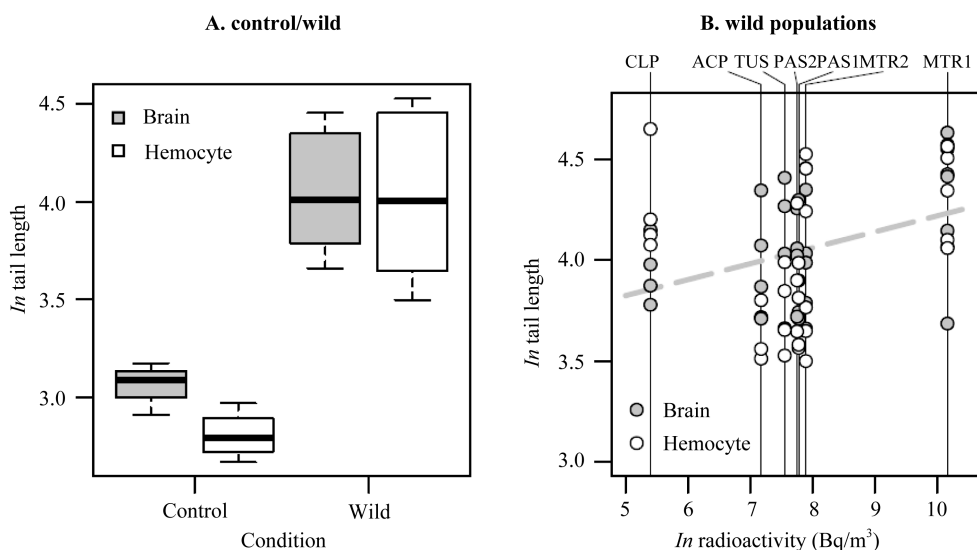 A. control/wild
4.5
4.0
3.5
3.0
ln tail length
Brain
Hemocyte
Control
Wild
Condition
B. wild populations
CLP
ACP TUS PAS2PAS1MTR2
MTR1
4.5
4.0
3.5
3.0
ln tail length
Brain
Hemocyte
5 6 7 8 9 10
ln radioactivity (Bq/m³)